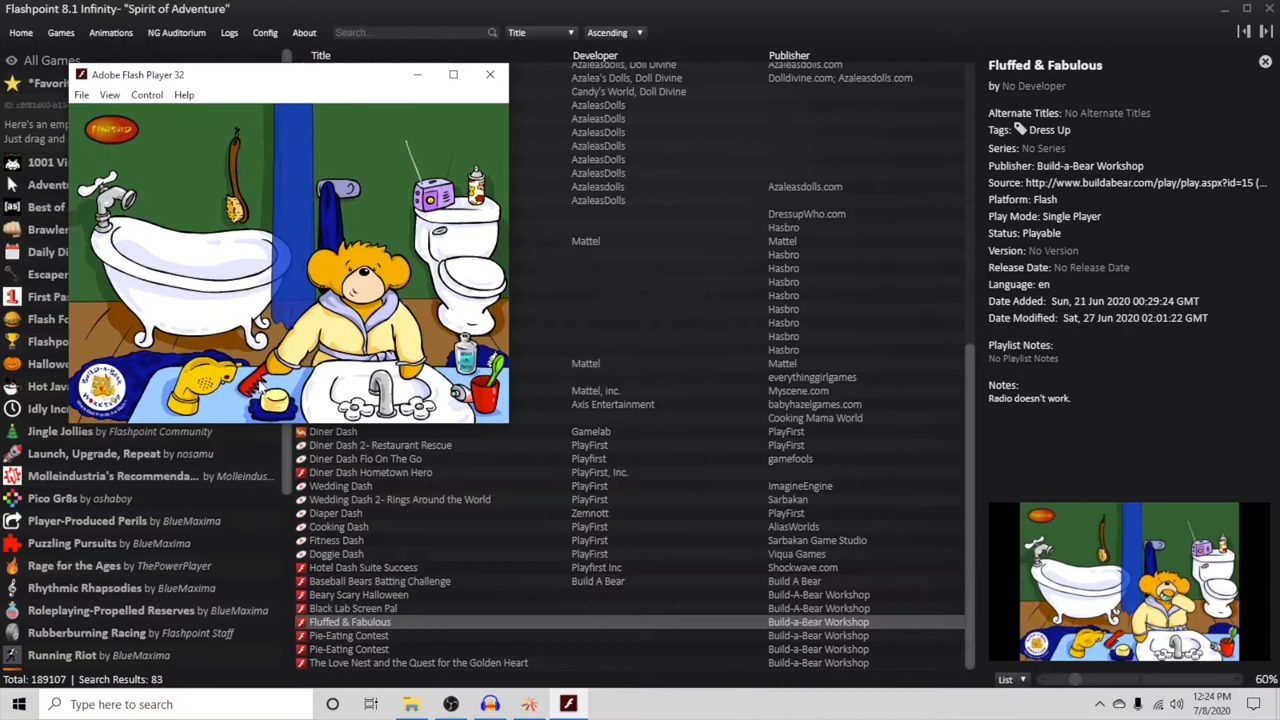 Flashpoint 8.1 Infinity- "Spirit of Adventure"
Home Games Animations NG Auditorium Logs Config About Search... Title Ascending
All Games
*Favori
Here's an emp
Just drag and
1001 Vi
Advent
Best of
Brawler
Daily Di
Escaper
First Pa
Flash Fo
Flashpo
Hallowe
Hot Java
Idly Inc
Jingle Jollies by Flashpoint Community
Launch, Upgrade, Repeat by nosamu
Molleindustria's Recommenda... by Molleindus...
Pico Gr8s by oshaboy
Player-Produced Perils by BlueMaxima
Puzzling Pursuits by BlueMaxima
Rage for the Ages by ThePowerPlayer
Rhythmic Rhapsodies by BlueMaxima
Roleplaying-Propelled Reserves by BlueMaxima
Rubberburning Racing by Flashpoint Staff
Running Riot by BlueMaxima
Adobe Flash Player 32
File View Control Help
FINISHED
BUILD-A-BEAR
WORKSHOP
Title Developer Publisher
Azaleasdolls, Doll Divine Azaleasdolls.com
Azalea's Dolls, Doll Divine Dolldivine.com; Azaleasdolls.com
Candy's World, Doll Divine
AzaleasDolls
AzaleasDolls
AzaleasDolls
AzaleasDolls
AzaleasDolls
AzaleasDolls
Azaleasdolls Azaleasdolls.com
AzaleasDolls
DressupWho.com
Hasbro
Mattel Mattel
Hasbro
Hasbro
Hasbro
Hasbro
Hasbro
Hasbro
Hasbro
Hasbro
Mattel Mattel
everythinggirlgames
Mattel, inc. Myscene.com
Axis Entertainment babyhazelgames.com
Cooking Mama World
Diner Dash Gamelab PlayFirst
Diner Dash 2- Restaurant Rescue PlayFirst PlayFirst
Diner Dash Flo On The Go Playfirst gamefools
Diner Dash Hometown Hero PlayFirst, Inc.
Wedding Dash PlayFirst ImagineEngine
Wedding Dash 2- Rings Around the World PlayFirst Sarbakan
Diaper Dash Zemnott PlayFirst
Cooking Dash PlayFirst AliasWorlds
Fitness Dash PlayFirst Sarbakan Game Studio
Doggie Dash PlayFirst Viqua Games
Hotel Dash Suite Success PlayFirst Inc Shockwave.com
Baseball Bears Batting Challenge Build A Bear Build A Bear
Beary Scary Halloween Build-A-Bear Workshop
Black Lab Screen Pal Build-A-Bear Workshop
Fluffed & Fabulous Build-a-Bear Workshop
Pie-Eating Contest Build-a-Bear Workshop
Pie-Eating Contest Build-a-Bear Workshop
The Love Nest and the Quest for the Golden Heart Build-a-Bear Workshop
Fluffed & Fabulous
by No Developer
Alternate Titles: No Alternate Titles
Tags: Dress Up
Series: No Series
Publisher: Build-a-Bear Workshop
Source: http://www.buildabear.com/play/play.aspx?id=15 (...
Platform: Flash
Play Mode: Single Player
Status: Playable
Version: No Version
Release Date: No Release Date
Language: en
Date Added: Sun, 21 Jun 2020 00:29:24 GMT
Date Modified: Sat, 27 Jun 2020 02:01:22 GMT
Playlist Notes:
No Playlist Notes
Notes:
Radio doesn't work.
Total: 189107 | Search Results: 83 List 60%
Type here to search
12:24 PM
7/8/2020